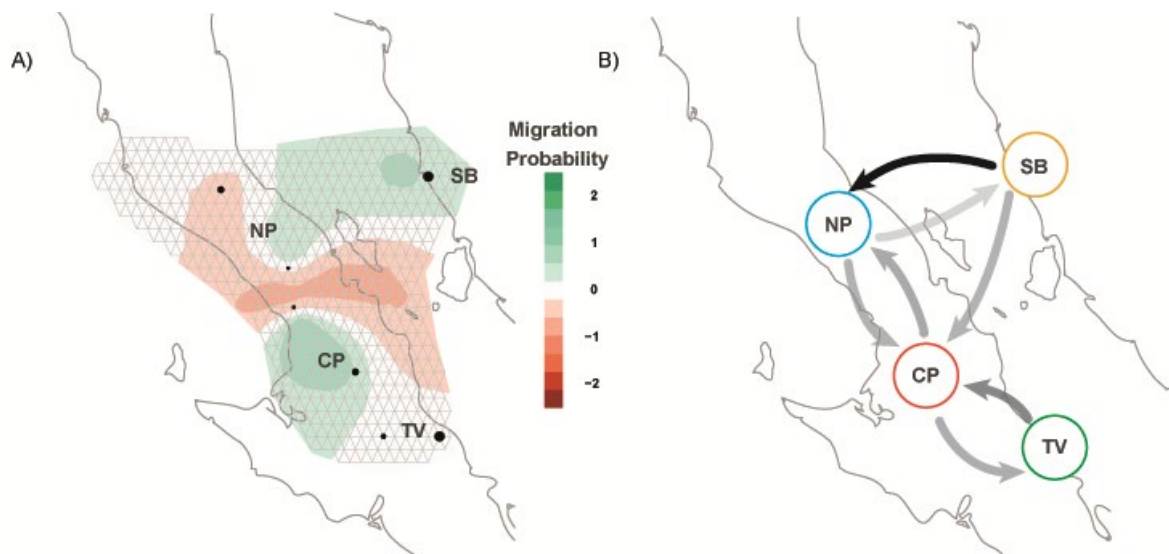 A)
Migration
Probability
2
1
0
−1
−2
SB
NP
CP
TV
B)
SB
NP
CP
TV